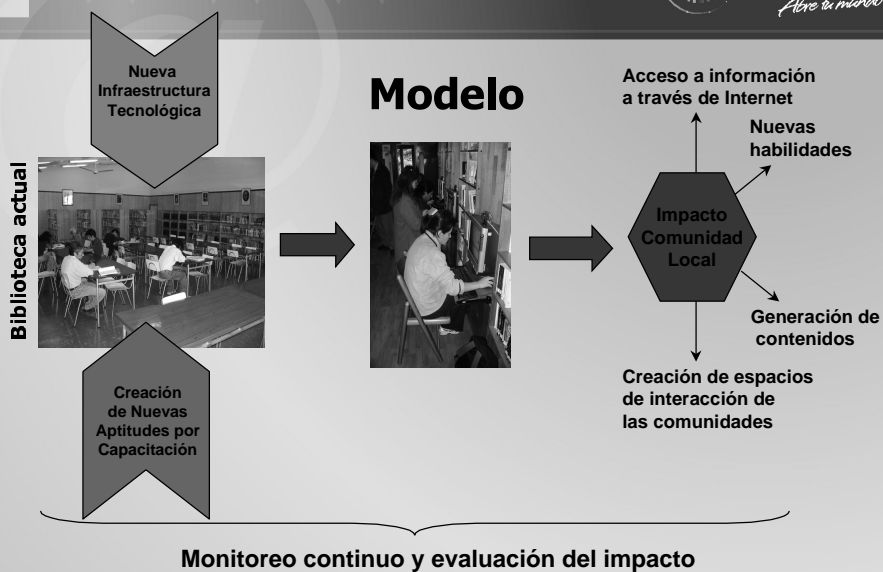 Abre tu mundo
Modelo
Nueva
Infraestructura
Tecnológica
Biblioteca actual
Creación
de Nuevas
Aptitudes por
Capacitación
Acceso a información
a través de Internet
Nuevas
habilidades
Impacto
Comunidad
Local
Generación de
contenidos
Creación de espacios
de interacción de
las comunidades
Monitoreo continuo y evaluación del impacto